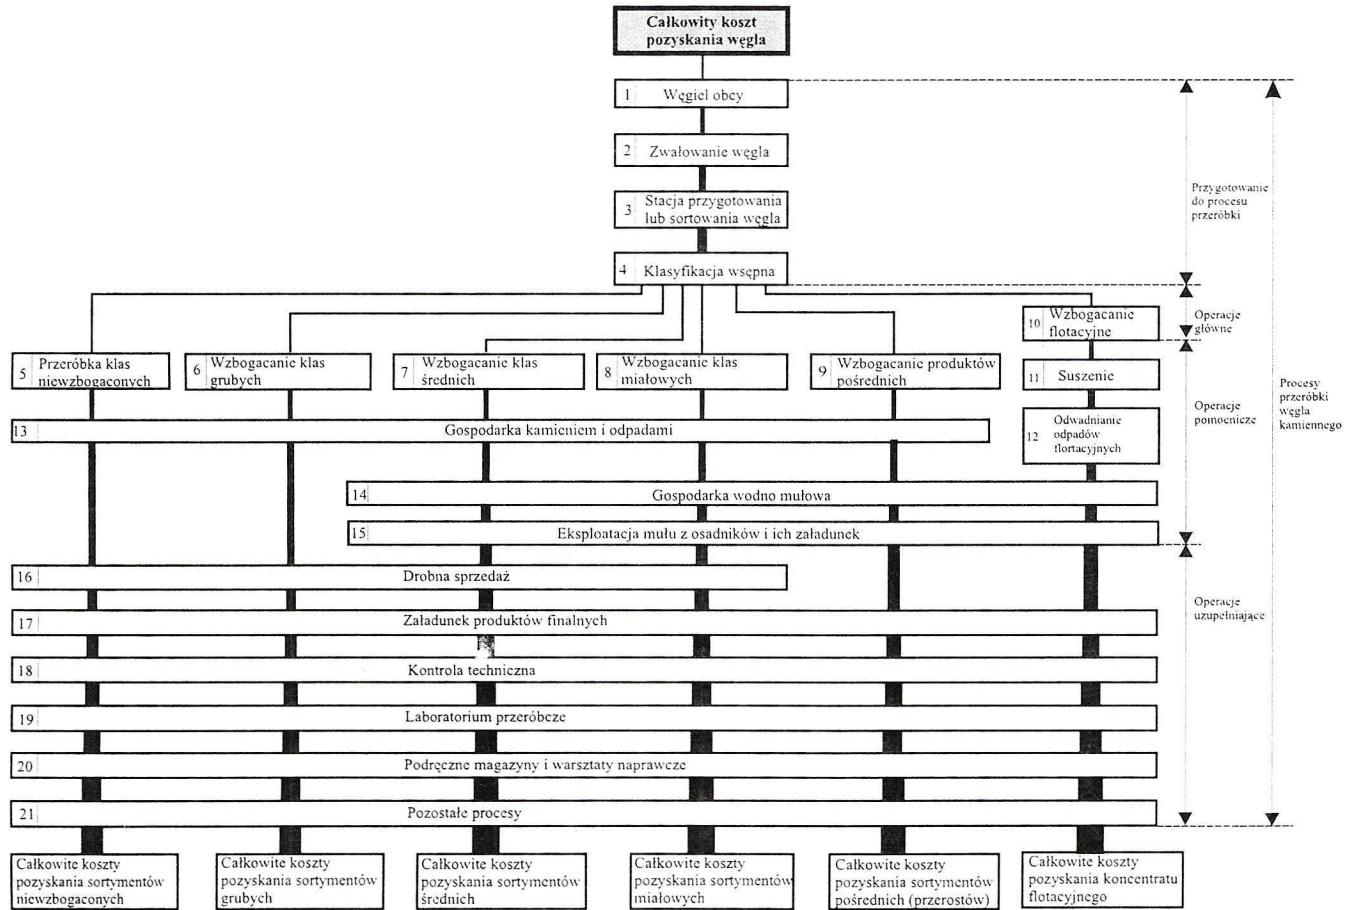 Całkowity koszt
pozyskania węgla
1 Węgiel obcy
2 Zwałowanie węgla
3 Stacja przygotowania
lub sortowania węgla
4 Klasyfikacja wsępna
Przygotowanie
do procesu
przeróbki
Operacje
główne
10 Wzbogacanie
flotacyjne
5 Przeróbka klas
niewzbogaconych
6 Wzbogacanie klas
grubych
7 Wzbogacanie klas
średnich
8 Wzbogacanie klas
miałowych
9 Wzbogacanie produktów
pośrednich
11 Suszenie
12 Odwadnianie
odpadów
flortacyjnych
Operacje
pomocnicze
Procesy
przeróbki
węgla
kamiennego
13 Gospodarka kamieniem i odpadami
14 Gospodarka wodno mułowa
15 Eksploatacja mułu z osadników i ich załadunek
16 Drobna sprzedaż
17 Załadunek produktów finalnych
Operacje
uzupełniające
18 Kontrola techniczna
19 Laboratorium przeróbcze
20 Podręczne magazyny i warsztaty naprawcze
21 Pozostałe procesy
Całkowite koszty
pozyskania sortymentów
niewzbogaconych
Całkowite koszty
pozyskania sortymentów
grubych
Całkowite koszty
pozyskania sortymentów
średnich
Całkowite koszty
pozyskania sortymentów
miałowych
Całkowite koszty
pozyskania sortymentów
pośrednich (przerostów)
Całkowite koszty
pozyskania koncentratu
flotacyjnego